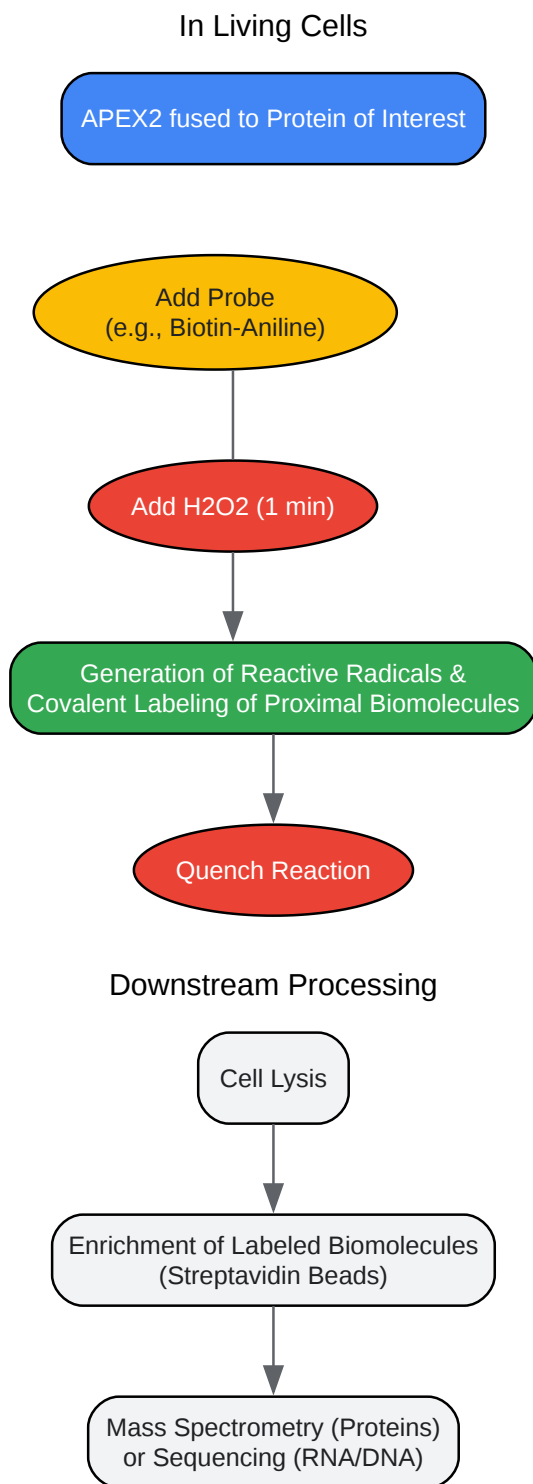 In Living Cells
APEX2 fused to Protein of Interest
Add Probe
(e.g., Biotin-Aniline)
Add H2O2 (1 min)
Generation of Reactive Radicals &
Covalent Labeling of Proximal Biomolecules
Quench Reaction
Downstream Processing
Cell Lysis
Enrichment of Labeled Biomolecules
(Streptavidin Beads)
Mass Spectrometry (Proteins)
or Sequencing (RNA/DNA)